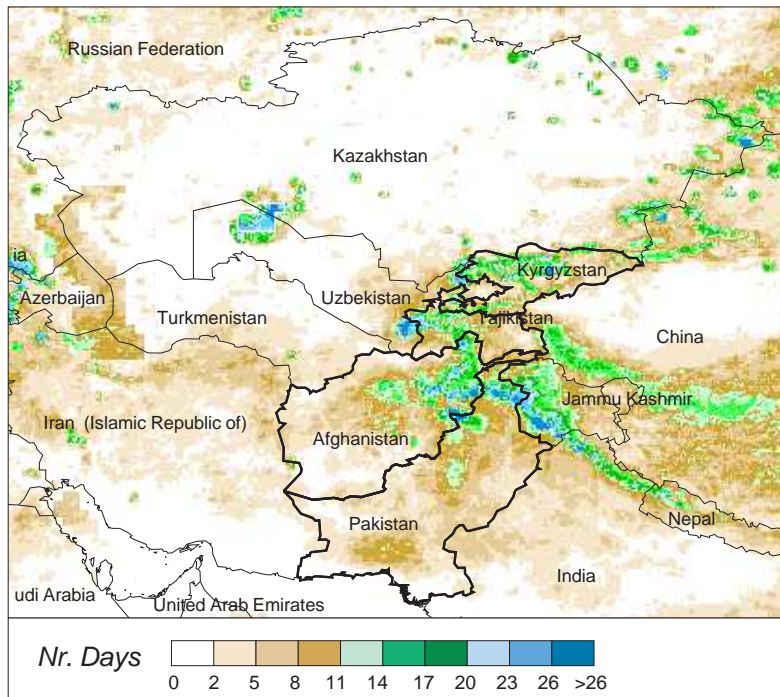 Russian Federation
Kazakhstan
ia
Kyrgyzstan
Azerbaijan
Uzbekistan
Turkmenistan
Tajikistan
China
Jammu Kashmir
Iran (Islamic Republic of)
Afghanistan
Pakistan
Nepal
India
udi Arabia
United Arab Emirates
Nr. Days
0 2 5 8 11 14 17 20 23 26 >26